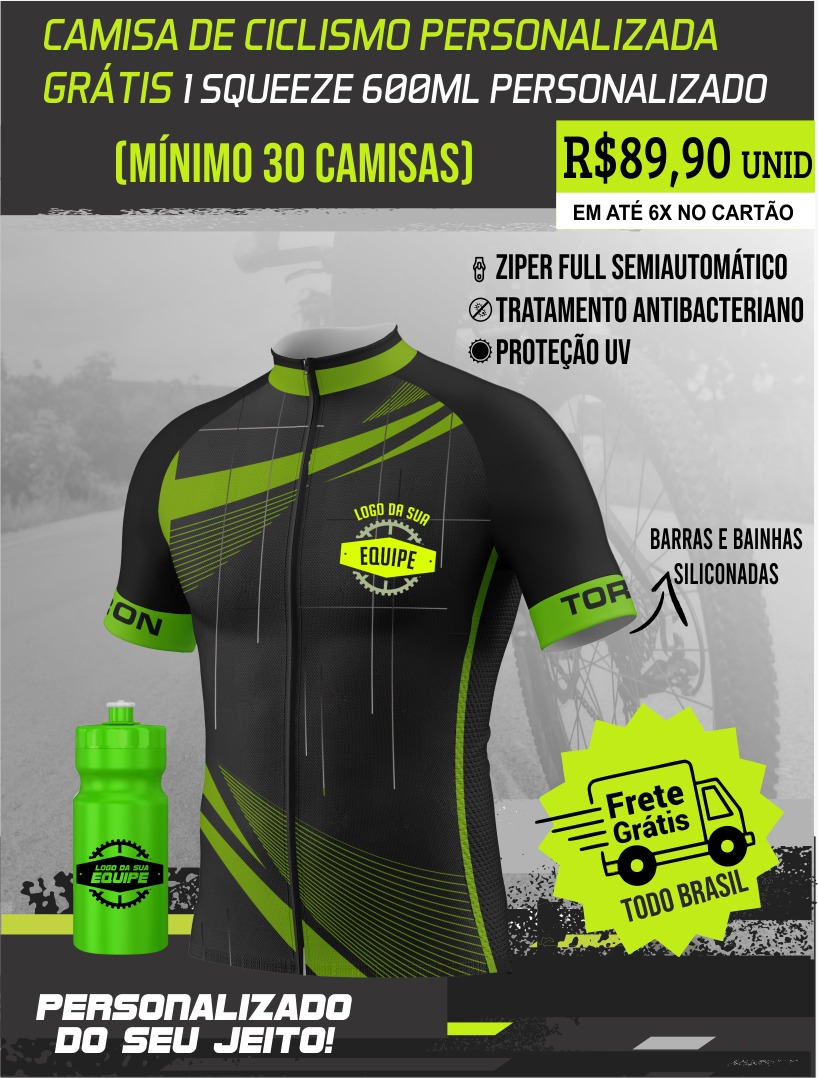 CAMISA DE CICLISMO PERSONALIZADA
GRÁTIS 1 SQUEEZE 600ML PERSONALIZADO
(MÍNIMO 30 CAMISAS)
R$89,90 UNID
EM ATÉ 6X NO CARTÃO
ZIPER FULL SEMIAUTOMÁTICO
TRATAMENTO ANTIBACTERIANO
PROTEÇÃO UV
LOGO DA SUA
EQUIPE
BARRAS E BAINHAS
SILICONADAS
ON
TOR
Frete
Grátis
TODO BRASIL
LOGO DA SUA
EQUIPE
PERSONALIZADO
DO SEU JEITO!